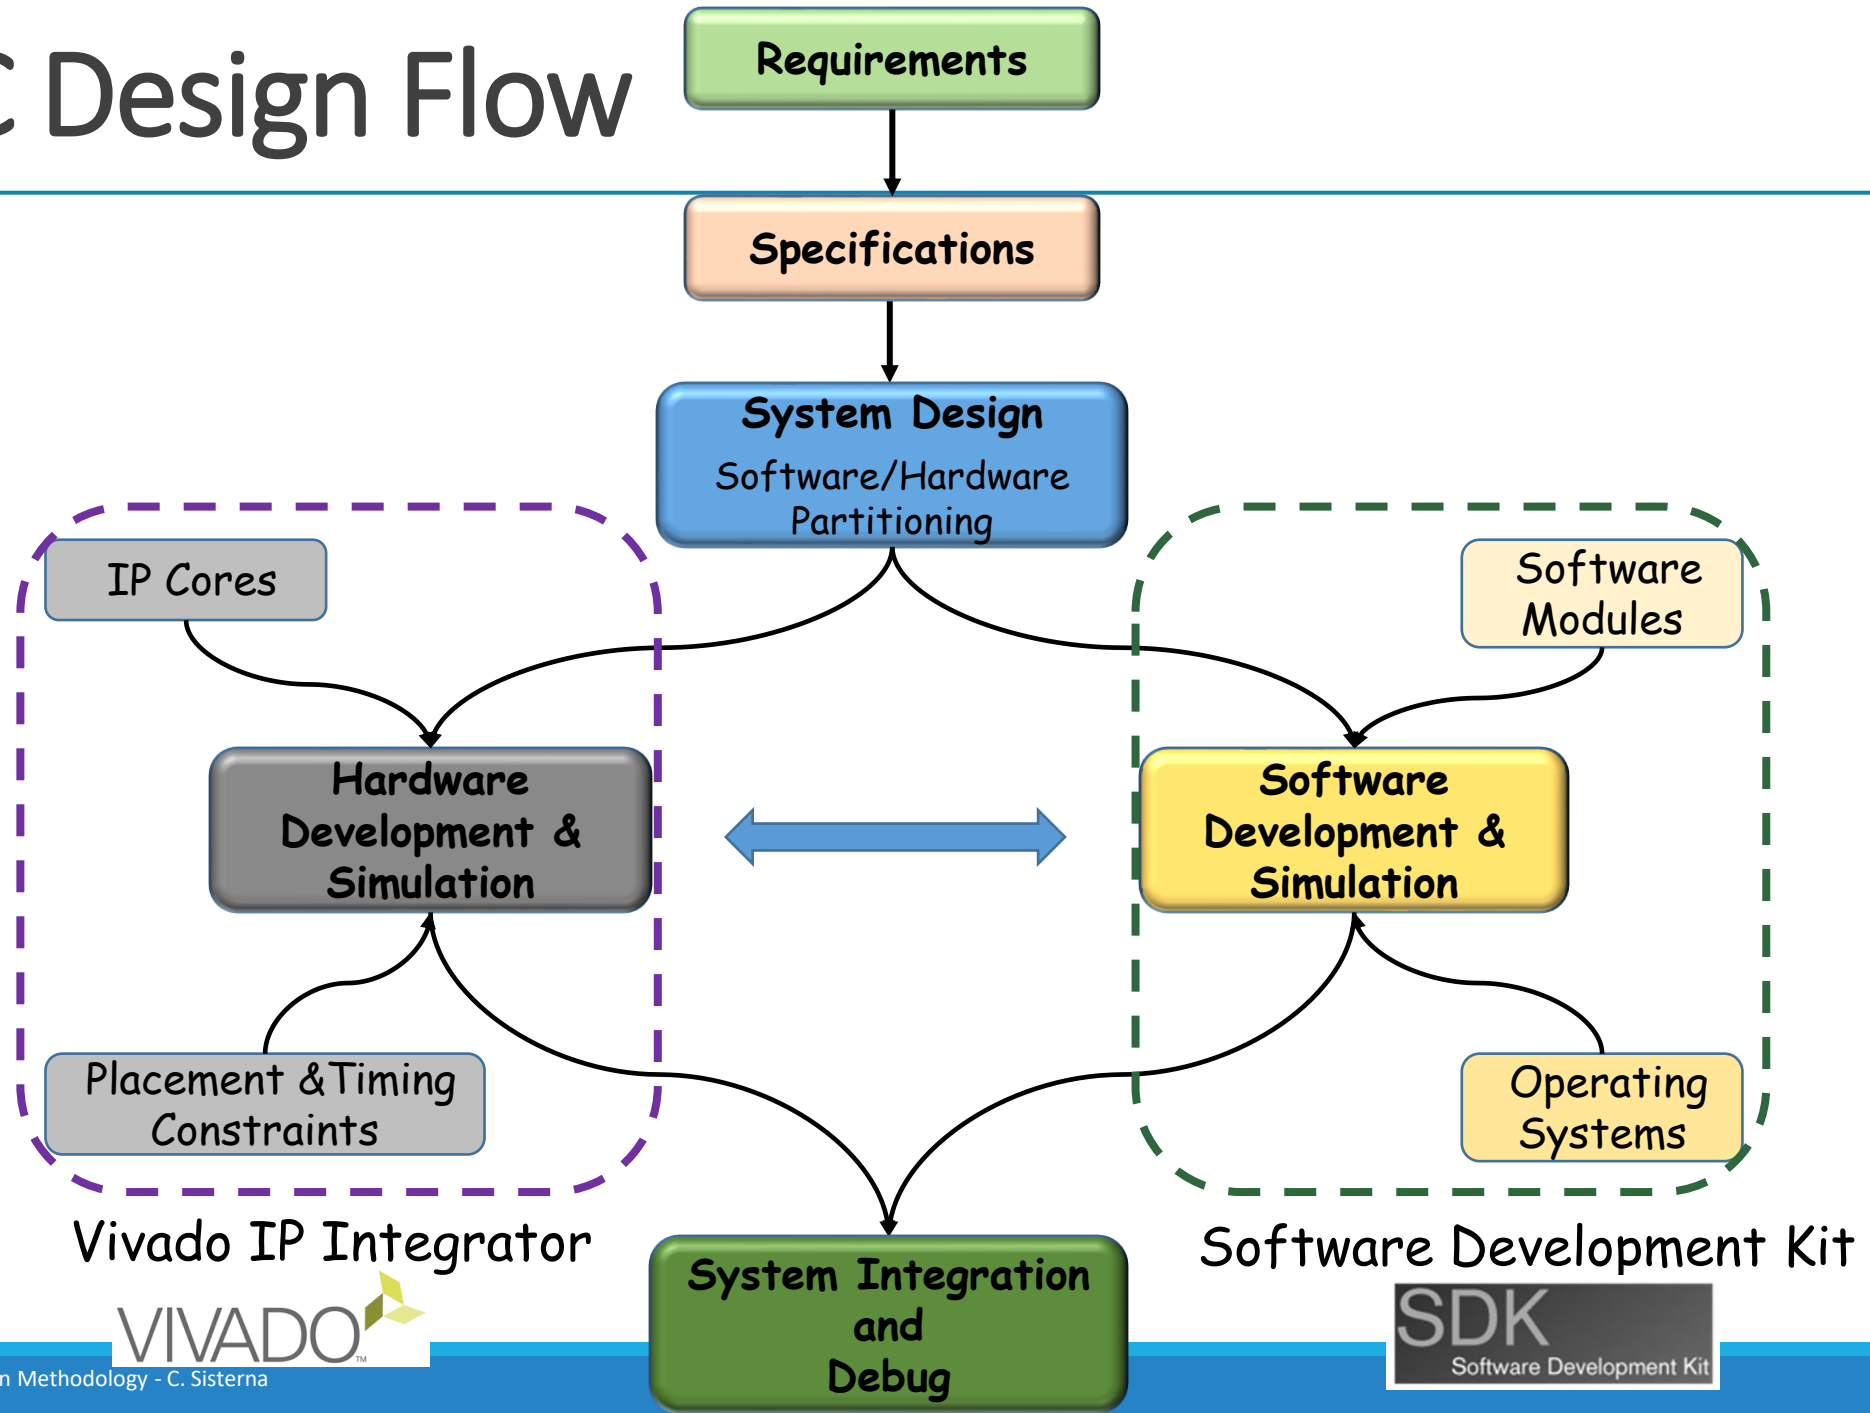 C Design Flow
Requirements
Specifications
System Design
Software/Hardware
Partitioning
IP Cores
Software
Modules
Hardware
Development &
Simulation
Software
Development &
Simulation
Placement &Timing
Constraints
Operating
Systems
Vivado IP Integrator
Software Development Kit
System Integration
and
Debug
VIVADO™
SDK
Software Development Kit
n Methodology - C. Sisterna